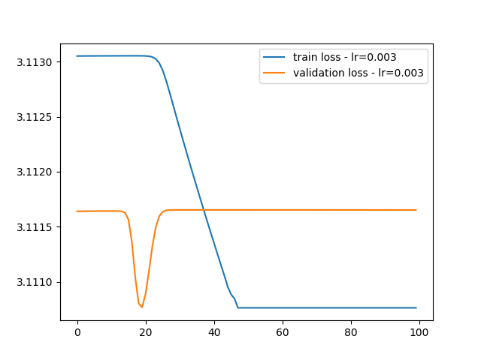 train loss - lr=0.003
validation loss - lr=0.003
3.1130
3.1125
3.1120
3.1115
3.1110
0 20 40 60 80 100